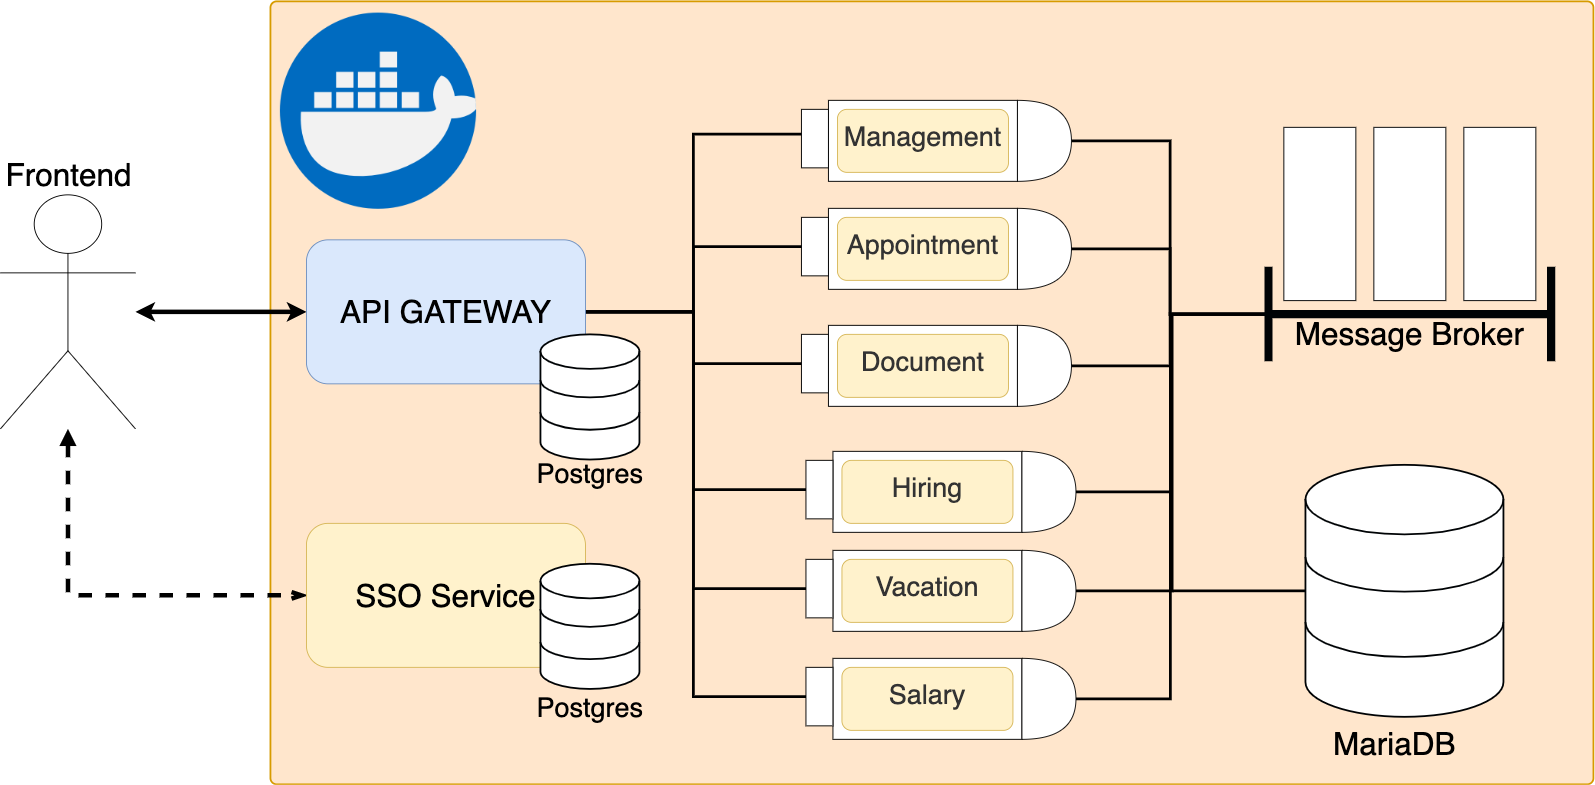 Frontend
API GATEWAY
Postgres
SSO Service
Postgres
Management
Appointment
Document
Hiring
Vacation
Salary
Message Broker
MariaDB